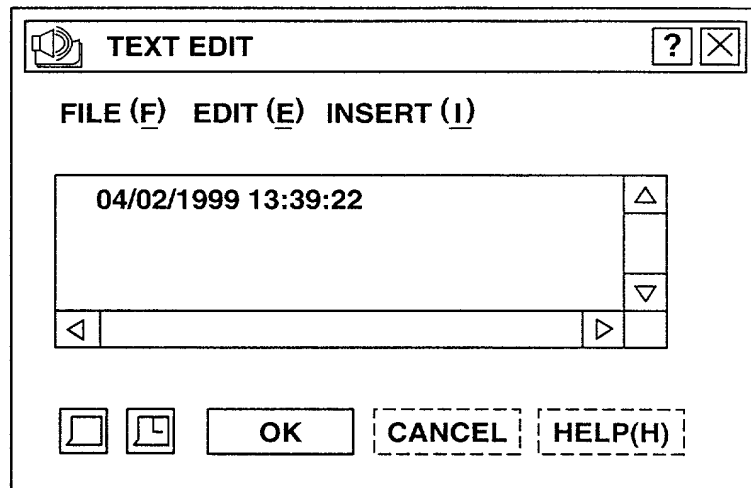 TEXT EDIT ?
FILE (F) EDIT (E) INSERT (I)
04/02/1999 13:39:22
OK CANCEL HELP(H)